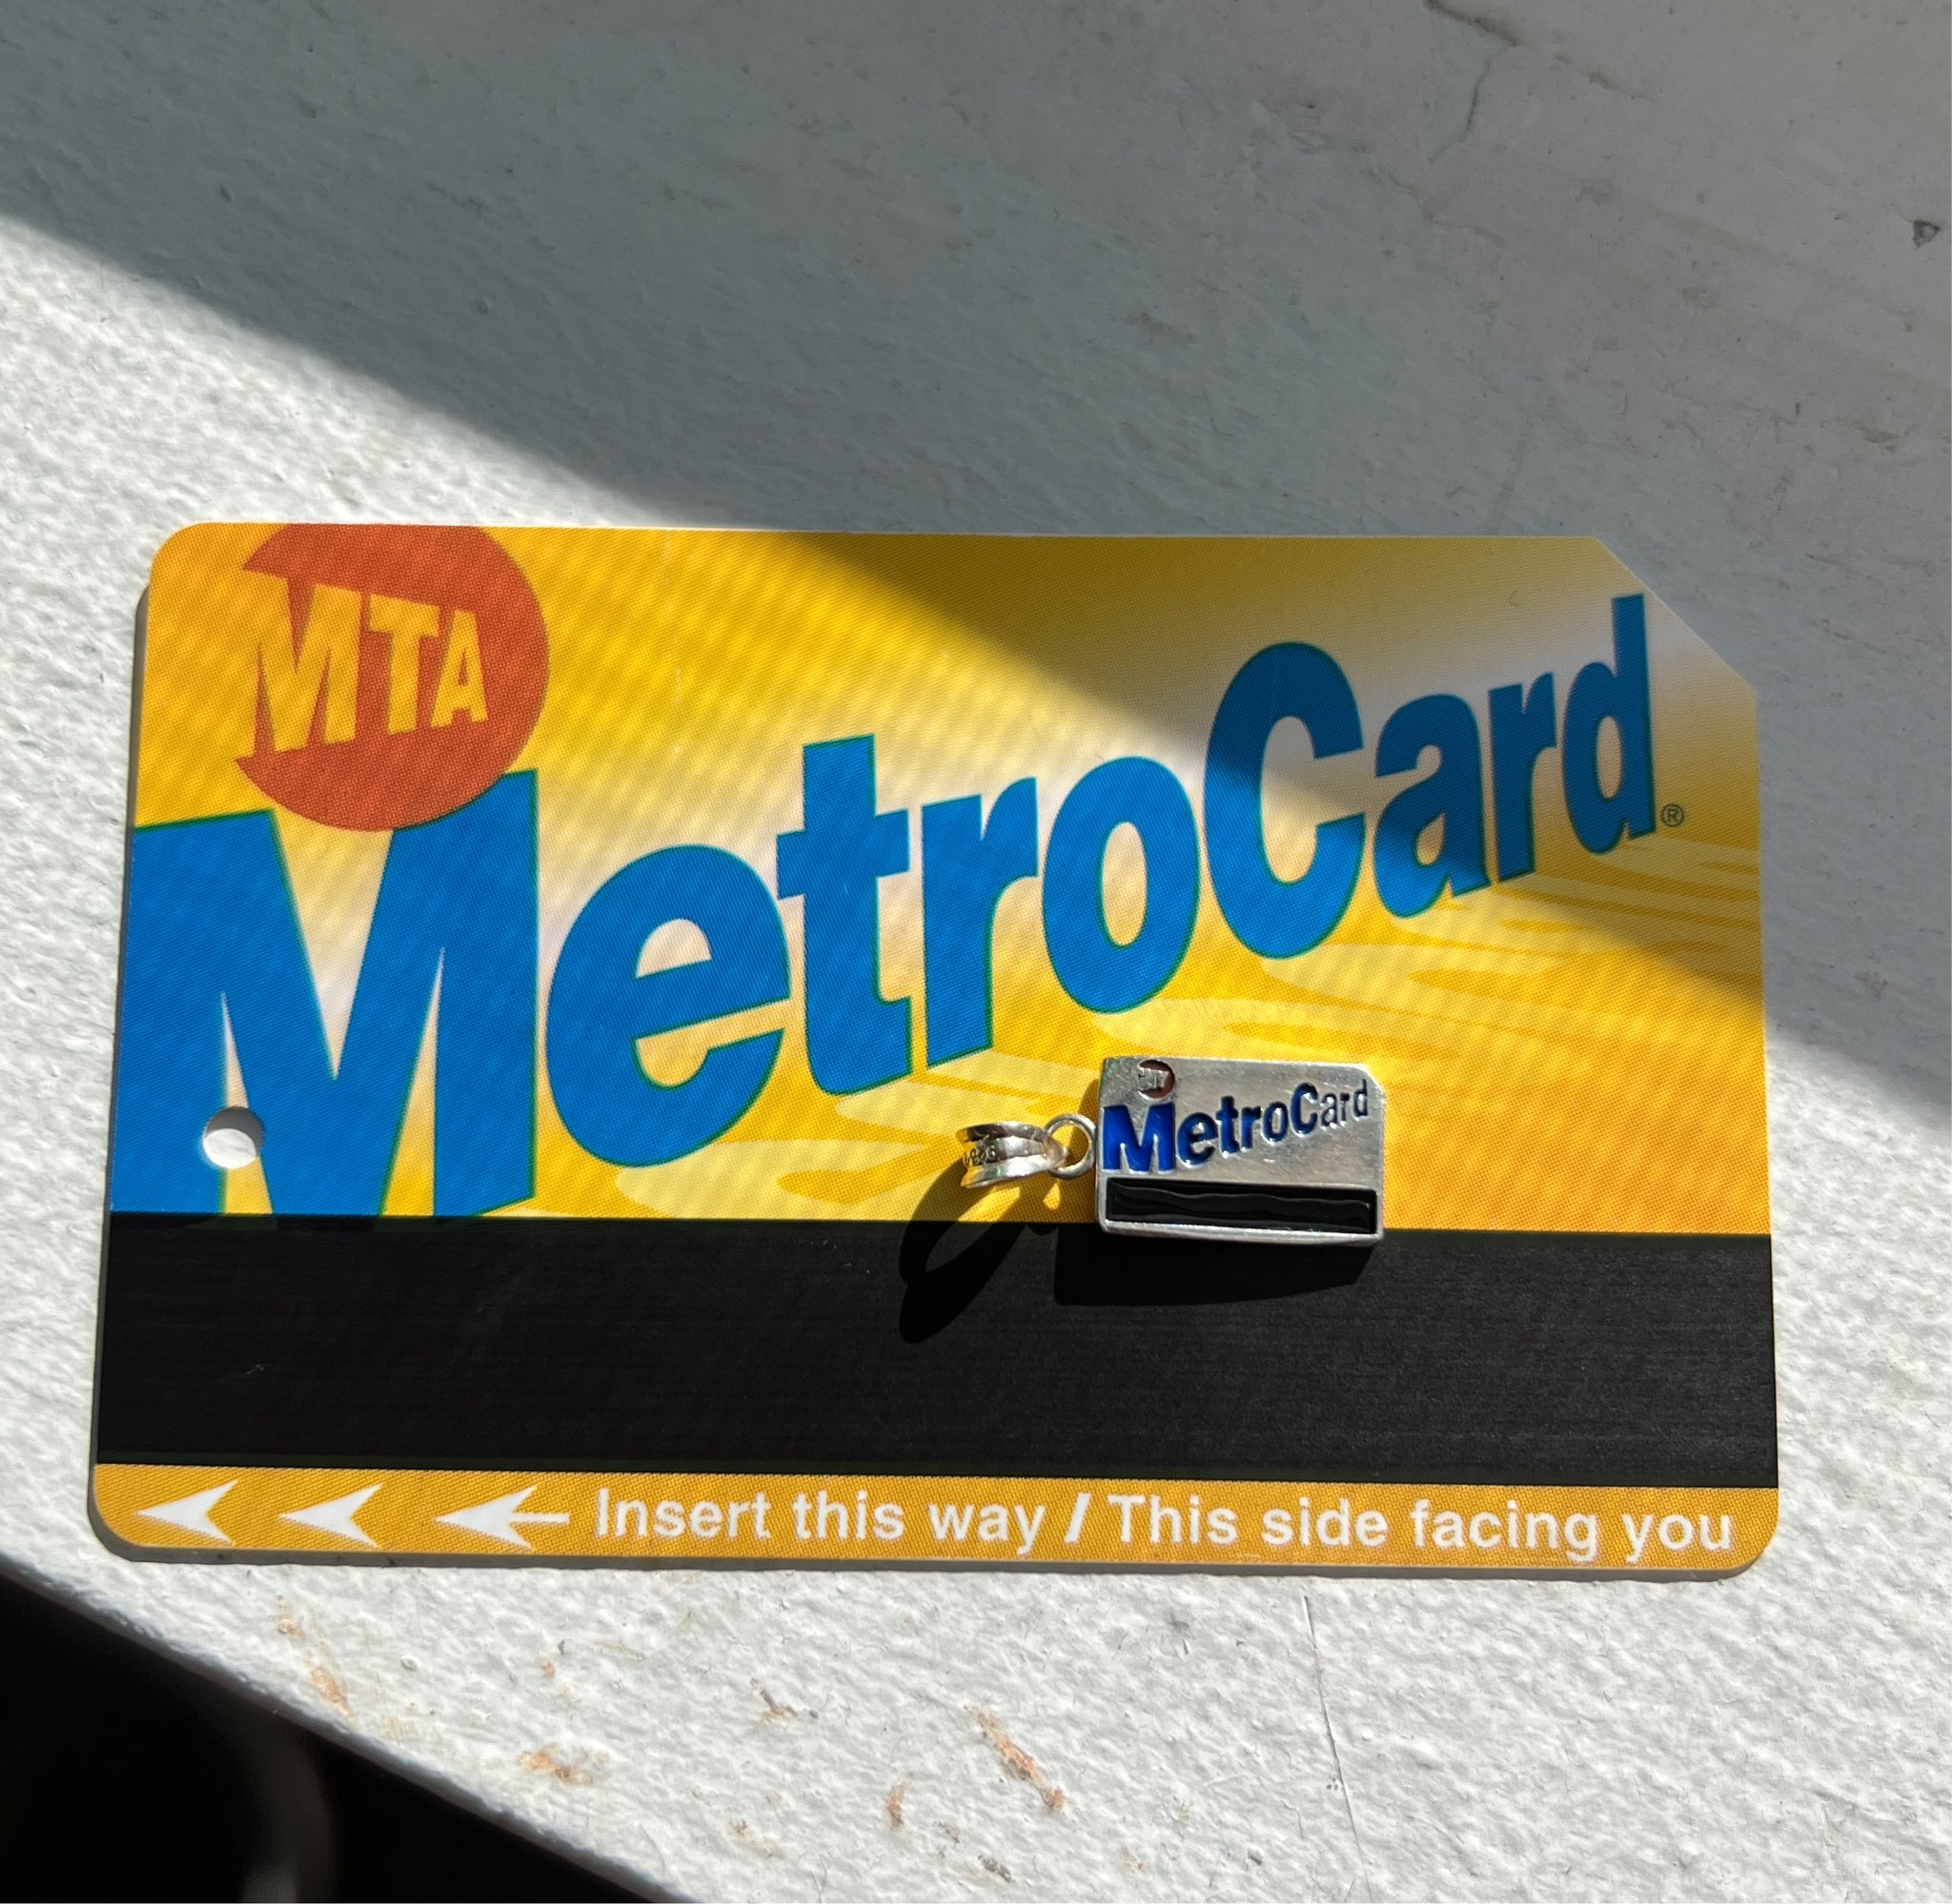 MTA
MetroCard®
MetroCard
Insert this way / This side facing you